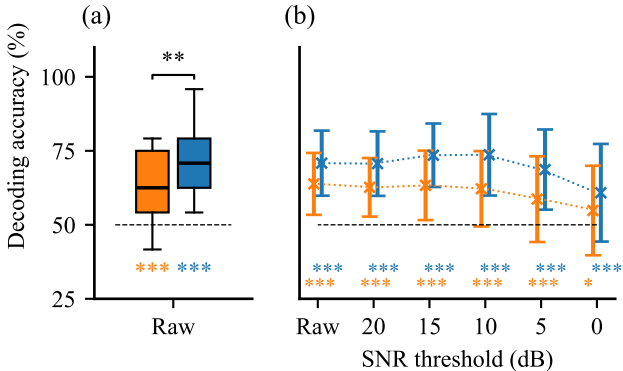 (a)
(b)
Decoding accuracy (%)
100
75
50
25
**
*** ***
Raw
*** *** *** *** *** ***
*** *** *** *** *** *
Raw 20 15 10 5 0
SNR threshold (dB)